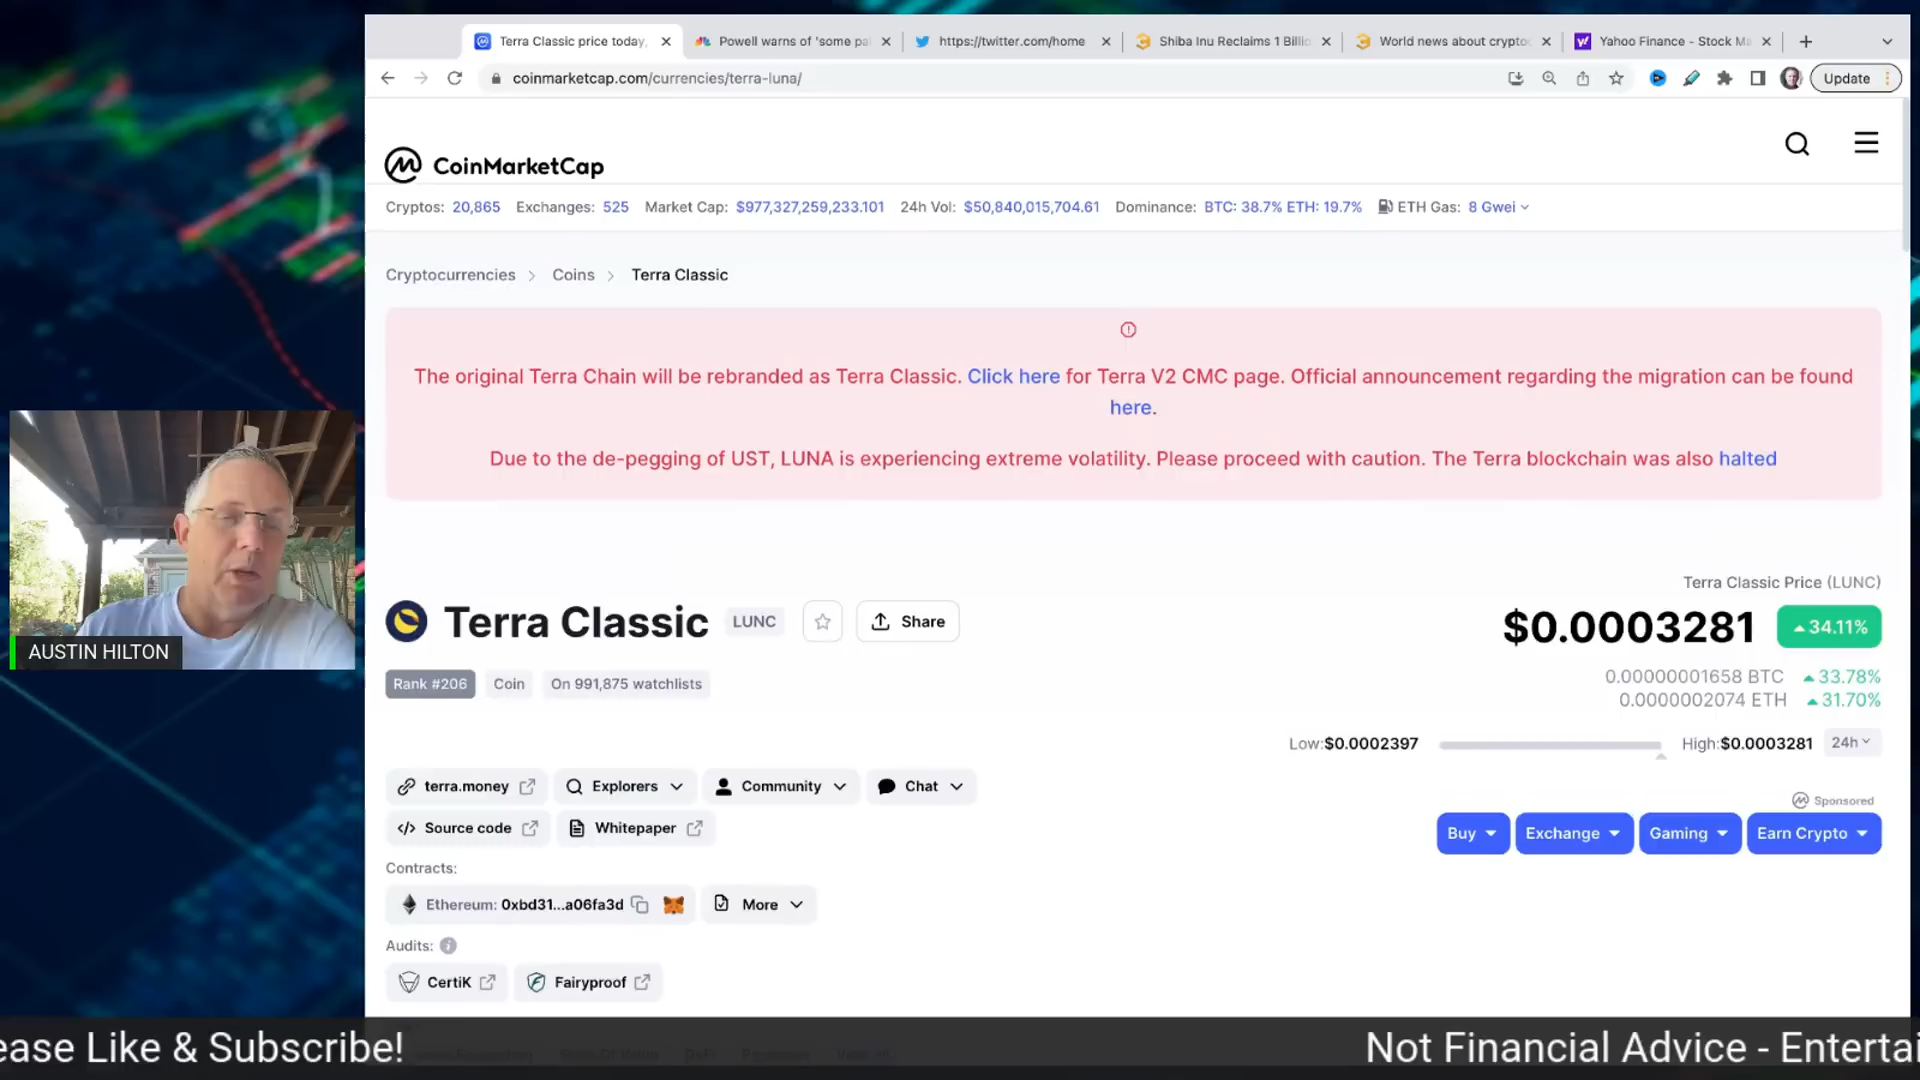 Terra Classic price today,
Powell warns of 'some pa
https://twitter.com/home
Shiba Inu Reclaims 1 Billio
World news about crypto
Yahoo Finance - Stock Ma
coinmarketcap.com/currencies/terra-luna/
Update
CoinMarketCap
Cryptos: 20,865 Exchanges: 525 Market Cap: $977,327,259,233.101 24h Vol: $50,840,015,704.61 Dominance: BTC: 38.7% ETH: 19.7% ETH Gas: 8 Gwei
Cryptocurrencies > Coins > Terra Classic
The original Terra Chain will be rebranded as Terra Classic. Click here for Terra V2 CMC page. Official announcement regarding the migration can be found
here.
Due to the de-pegging of UST, LUNA is experiencing extreme volatility. Please proceed with caution. The Terra blockchain was also halted
Terra Classic Price (LUNC)
Terra Classic LUNC Share
$0.0003281 34.11%
AUSTIN HILTON
Rank #206 Coin On 991,875 watchlists
0.00000001658 BTC 33.78%
0.0000002074 ETH 31.70%
Low:$0.0002397 High:$0.0003281 24h
terra.money Explorers Community Chat
Sponsored
Source code Whitepaper
Buy Exchange Gaming Earn Crypto
Contracts:
Ethereum: 0xbd31...a06fa3d More
Audits:
CertiK Fairyproof
ease Like & Subscribe! Not Financial Advice - Enterta